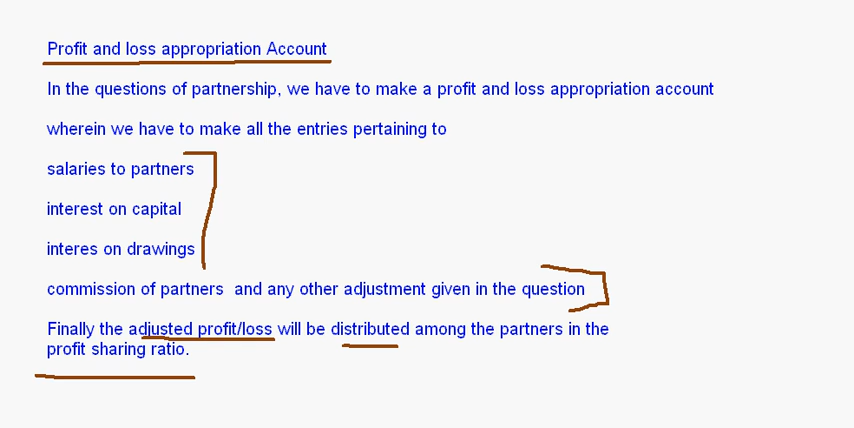 Profit and loss appropriation Account
In the questions of partnership, we have to make a profit and loss appropriation account
wherein we have to make all the entries pertaining to
salaries to partners
interest on capital
interes on drawings
commission of partners  and any other adjustment given in the question
Finally the adjusted profit/loss will be distributed among the partners in the
profit sharing ratio.